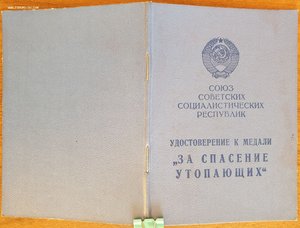 СОЮЗ
СОВЕТСКИХ
СОЦИАЛИСТИЧЕСКИХ
РЕСПУБЛИК
УДОСТОВЕРЕНИЕ К МЕДАЛИ
„ЗА СПАСЕНИЕ
УТОПАЮЩИХ“